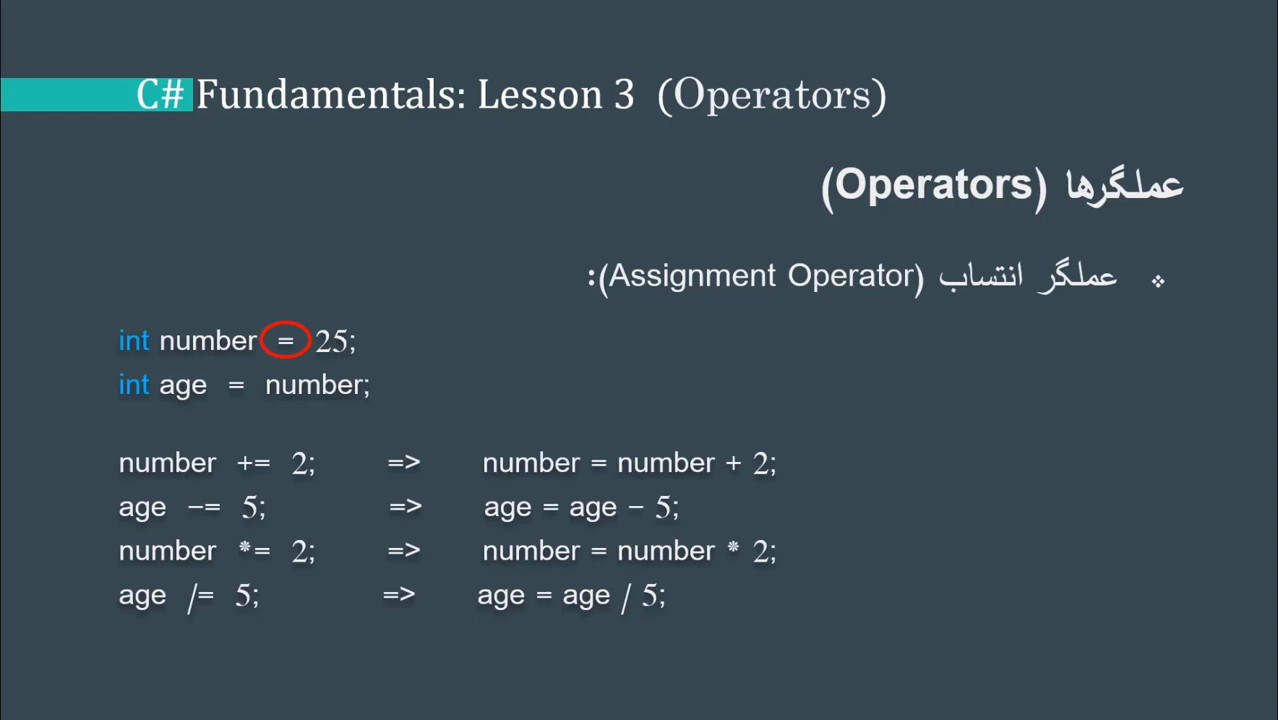 C# Fundamentals: Lesson 3 (Operators)
عملگرها (Operators)
❖ عملگر انتساب (Assignment Operator):
int number = 25;
int age = number;
number += 2; => number = number + 2;
age −= 5; => age = age − 5;
number *= 2; => number = number * 2;
age /= 5; => age = age / 5;